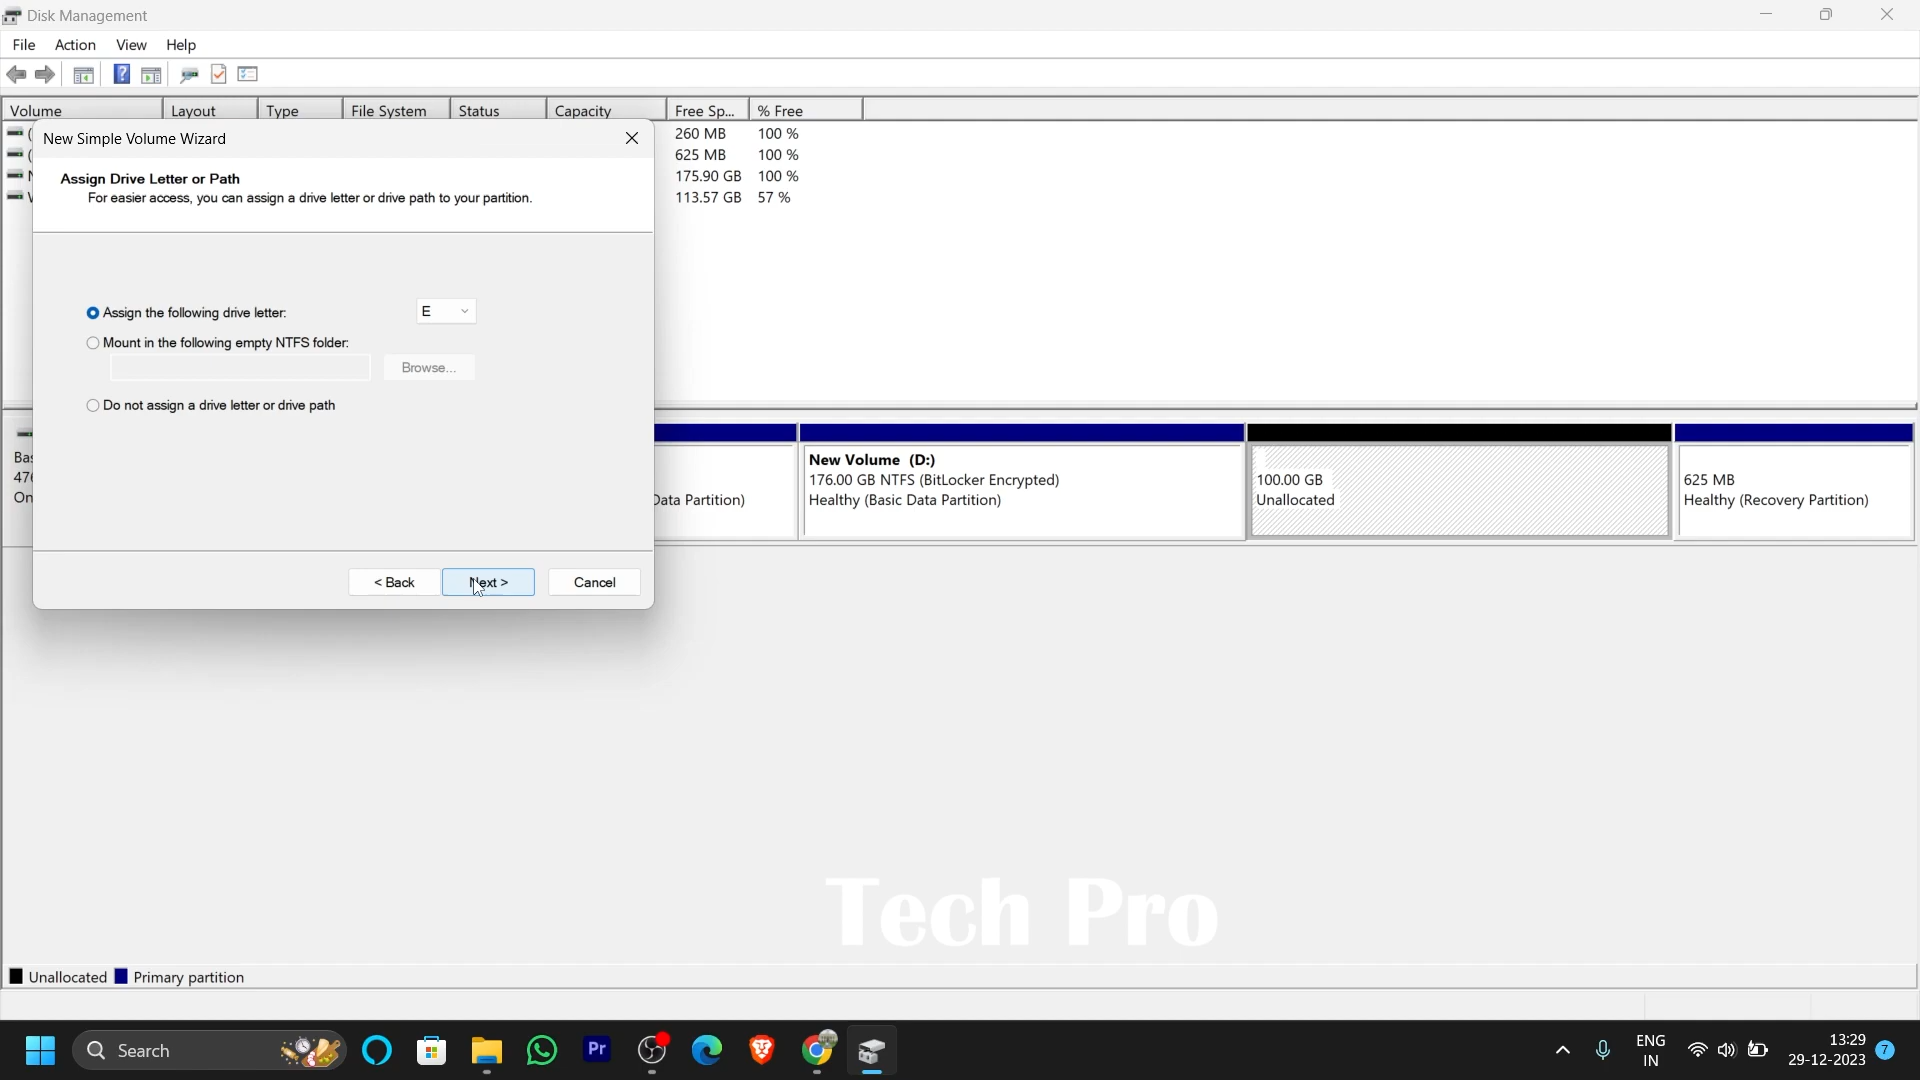 Disk Management
File Action View Help
Volume Layout Type File System Status Capacity Free Sp... % Free
260 MB 100 %
625 MB 100 %
175.90 GB 100 %
113.57 GB 57 %
New Simple Volume Wizard
Assign Drive Letter or Path
For easier access, you can assign a drive letter or drive path to your partition.
Assign the following drive letter: E
Mount in the following empty NTFS folder:
Browse...
Do not assign a drive letter or drive path
< Back Next > Cancel
Bas
476
On
Data Partition)
New Volume (D:)
176.00 GB NTFS (BitLocker Encrypted)
Healthy (Basic Data Partition)
100.00 GB
Unallocated
625 MB
Healthy (Recovery Partition)
Tech Pro
Unallocated Primary partition
Search
Pr
ENG
IN
13:29
29-12-2023
7